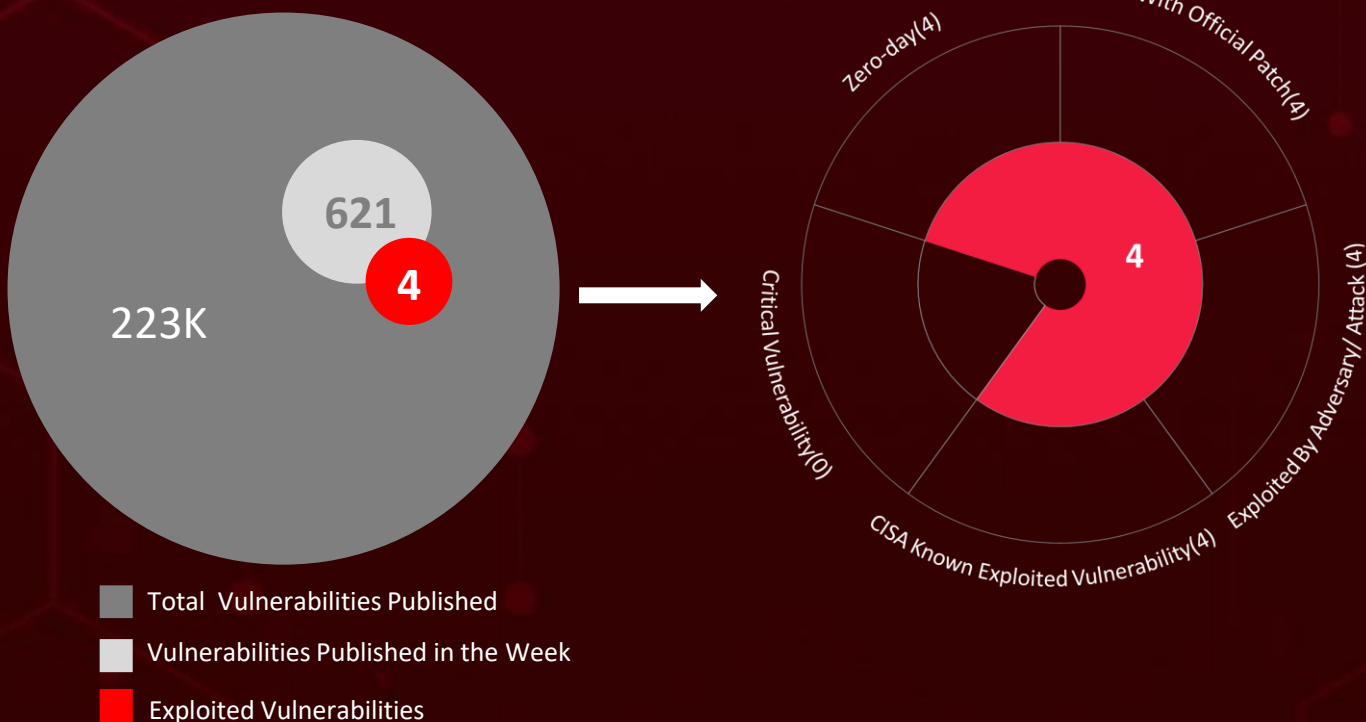 223K
621
4
Total Vulnerabilities Published
Vulnerabilities Published in the Week
Exploited Vulnerabilities
Zero-day(4)
With Official Patch(4)
Exploited By Adversary/ Attack (4)
CISA Known Exploited Vulnerability(4)
Critical Vulnerability(0)
4